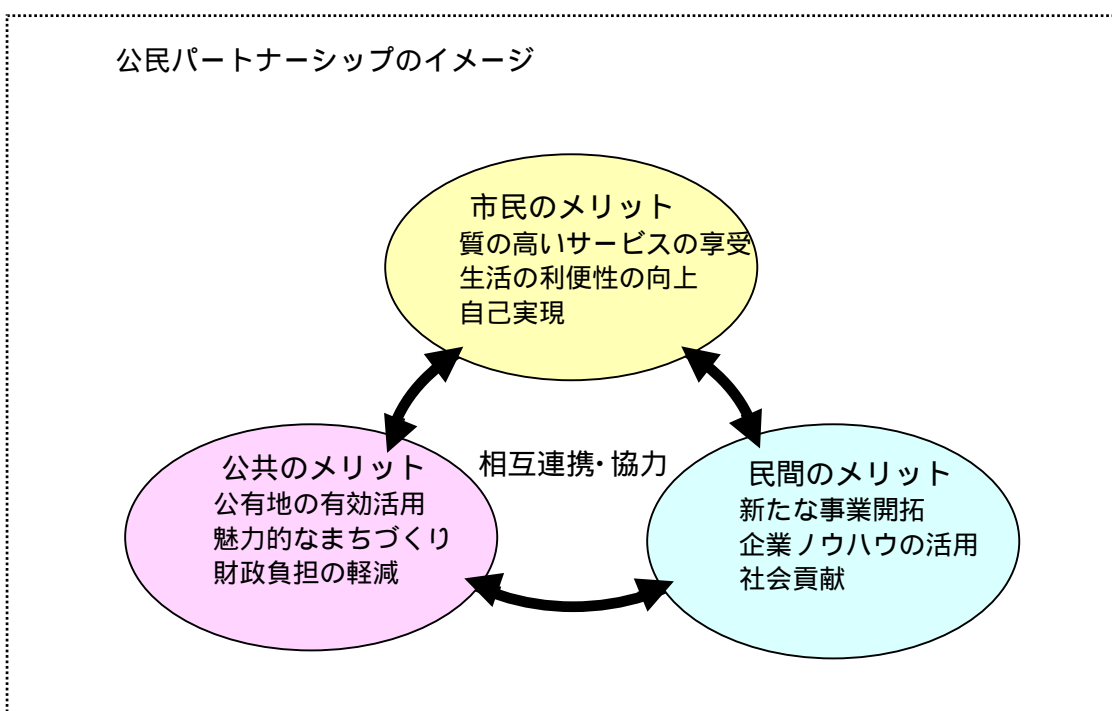 公民パートナーシップのイメージ
市民のメリット
質の高いサービスの享受
生活の利便性の向上
自己実現
相互連携・協力
公共のメリット
公有地の有効活用
魅力的なまちづくり
財政負担の軽減
民間のメリット
新たな事業開拓
企業ノウハウの活用
社会貢献